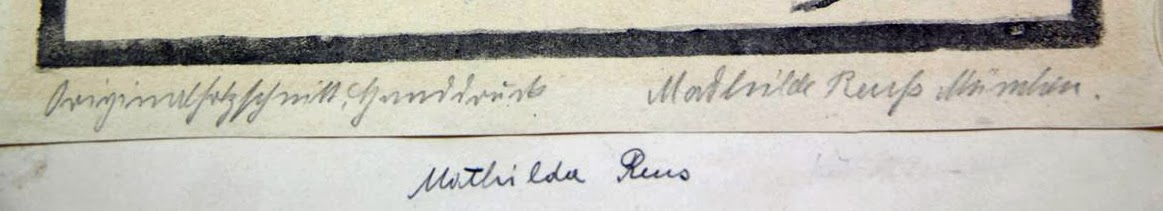 Originalholzschnitt, Handdruck Mathilde Reuß München.
Mathilda Reus